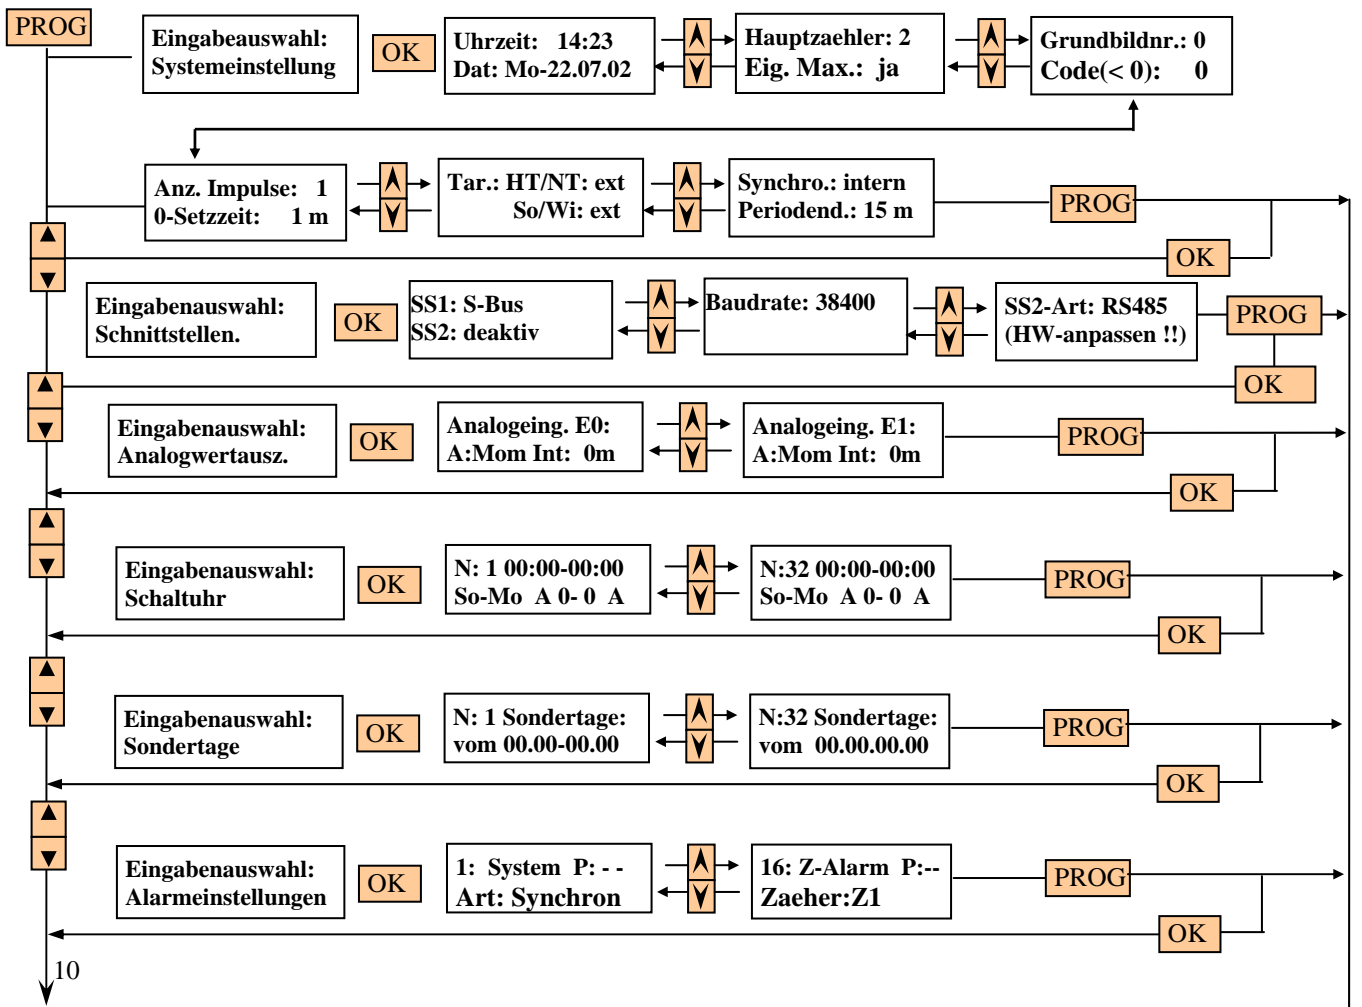 PROG
Eingabeauswahl:
Systemeinstellung
OK
Uhrzeit: 14:23
Dat: Mo-22.07.02
Hauptzaehler: 2
Eig. Max.: ja
Grundbildnr.: 0
Code(< 0): 0
Anz. Impulse: 1
0-Setzzeit: 1 m
Tar.: HT/NT: ext
So/Wi: ext
Synchro.: intern
Periodend.: 15 m
PROG
OK
Eingabenauswahl:
Schnittstellen.
OK
SS1: S-Bus
SS2: deaktiv
Baudrate: 38400
SS2-Art: RS485
(HW-anpassen !!)
PROG
OK
Eingabenauswahl:
Analogwertausz.
OK
Analogeing. E0:
A:Mom Int: 0m
Analogeing. E1:
A:Mom Int: 0m
PROG
OK
Eingabenauswahl:
Schaltuhr
OK
N: 1 00:00-00:00
So-Mo A 0- 0 A
N:32 00:00-00:00
So-Mo A 0- 0 A
PROG
OK
Eingabenauswahl:
Sondertage
OK
N: 1 Sondertage:
vom 00.00-00.00
N:32 Sondertage:
vom 00.00.00.00
PROG
OK
Eingabenauswahl:
Alarmeinstellungen
OK
1: System P: - -
Art: Synchron
16: Z-Alarm P:--
Zaeher:Z1
PROG
OK
10